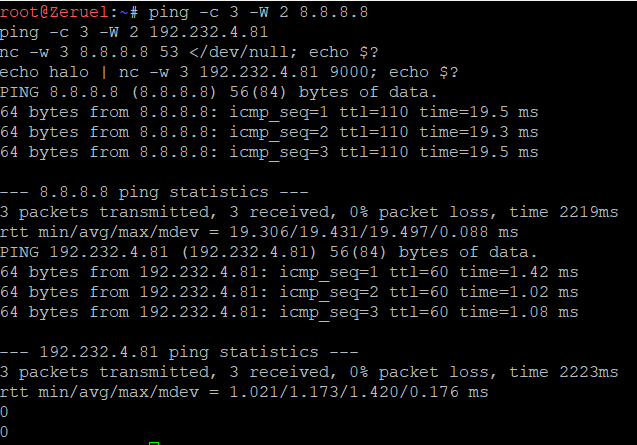 root@Zeruel:~# ping -c 3 -W 2 8.8.8.8
ping -c 3 -W 2 192.232.4.81
nc -w 3 8.8.8.8 53 </dev/null; echo $?
echo halo | nc -w 3 192.232.4.81 9000; echo $?
PING 8.8.8.8 (8.8.8.8) 56(84) bytes of data.
64 bytes from 8.8.8.8: icmp_seq=1 ttl=110 time=19.5 ms
64 bytes from 8.8.8.8: icmp_seq=2 ttl=110 time=19.3 ms
64 bytes from 8.8.8.8: icmp_seq=3 ttl=110 time=19.5 ms

--- 8.8.8.8 ping statistics ---
3 packets transmitted, 3 received, 0% packet loss, time 2219ms
rtt min/avg/max/mdev = 19.306/19.431/19.497/0.088 ms
PING 192.232.4.81 (192.232.4.81) 56(84) bytes of data.
64 bytes from 192.232.4.81: icmp_seq=1 ttl=60 time=1.42 ms
64 bytes from 192.232.4.81: icmp_seq=2 ttl=60 time=1.02 ms
64 bytes from 192.232.4.81: icmp_seq=3 ttl=60 time=1.08 ms

--- 192.232.4.81 ping statistics ---
3 packets transmitted, 3 received, 0% packet loss, time 2223ms
rtt min/avg/max/mdev = 1.021/1.173/1.420/0.176 ms
0
0